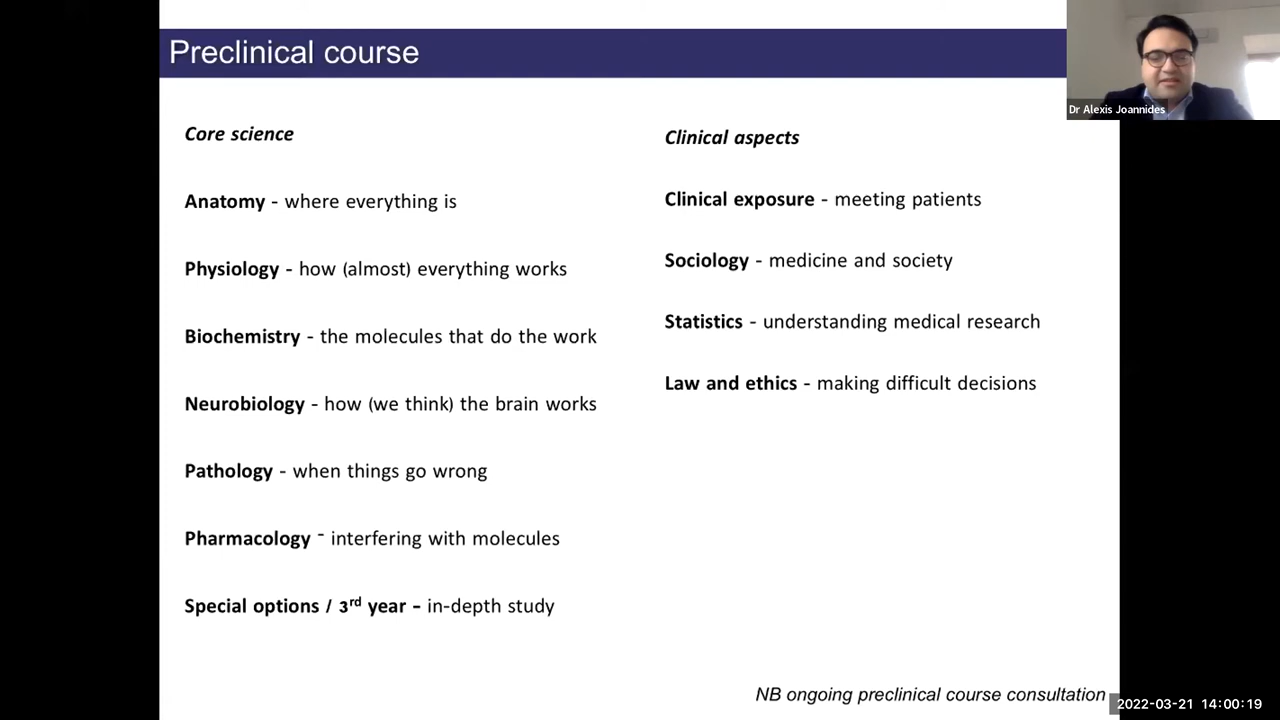 Preclinical course
Dr Alexis Joannides
Core science
Anatomy - where everything is
Physiology - how (almost) everything works
Biochemistry - the molecules that do the work
Neurobiology - how (we think) the brain works
Pathology - when things go wrong
Pharmacology - interfering with molecules
Special options / 3rd year – in-depth study
Clinical aspects
Clinical exposure - meeting patients
Sociology - medicine and society
Statistics - understanding medical research
Law and ethics - making difficult decisions
NB ongoing preclinical course consultation
2022-03-21 14:00:19